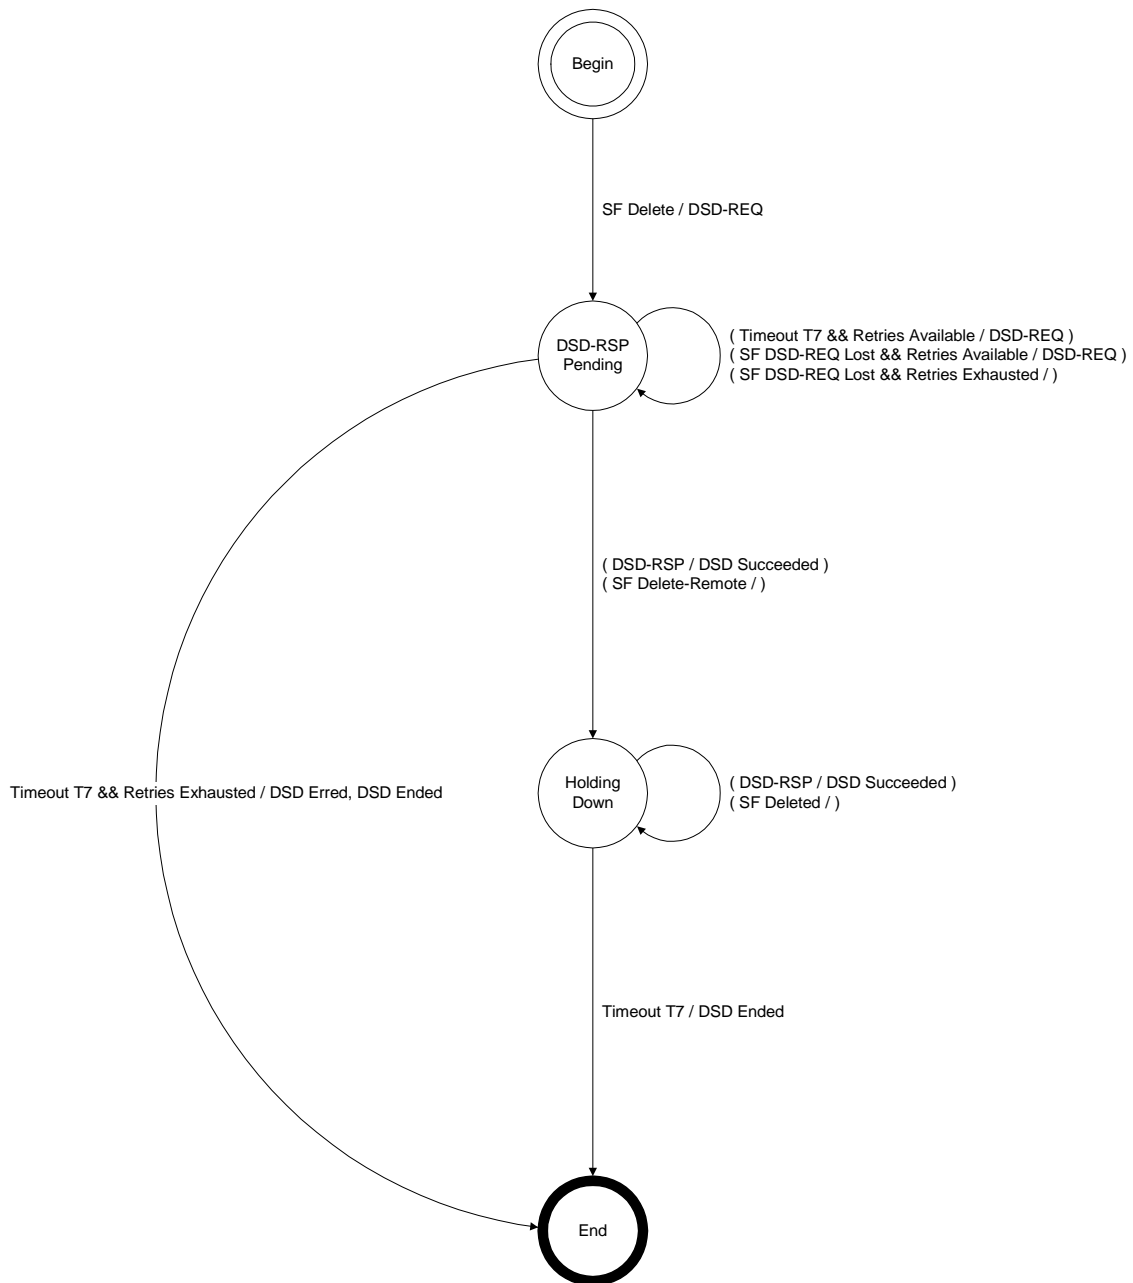 Begin
SF Delete / DSD-REQ
DSD-RSP
Pending
( Timeout T7 && Retries Available / DSD-REQ )
( SF DSD-REQ Lost && Retries Available / DSD-REQ )
( SF DSD-REQ Lost && Retries Exhausted / )
( DSD-RSP / DSD Succeeded )
( SF Delete-Remote / )
Timeout T7 && Retries Exhausted / DSD Erred, DSD Ended
Holding
Down
( DSD-RSP / DSD Succeeded )
( SF Deleted / )
Timeout T7 / DSD Ended
End